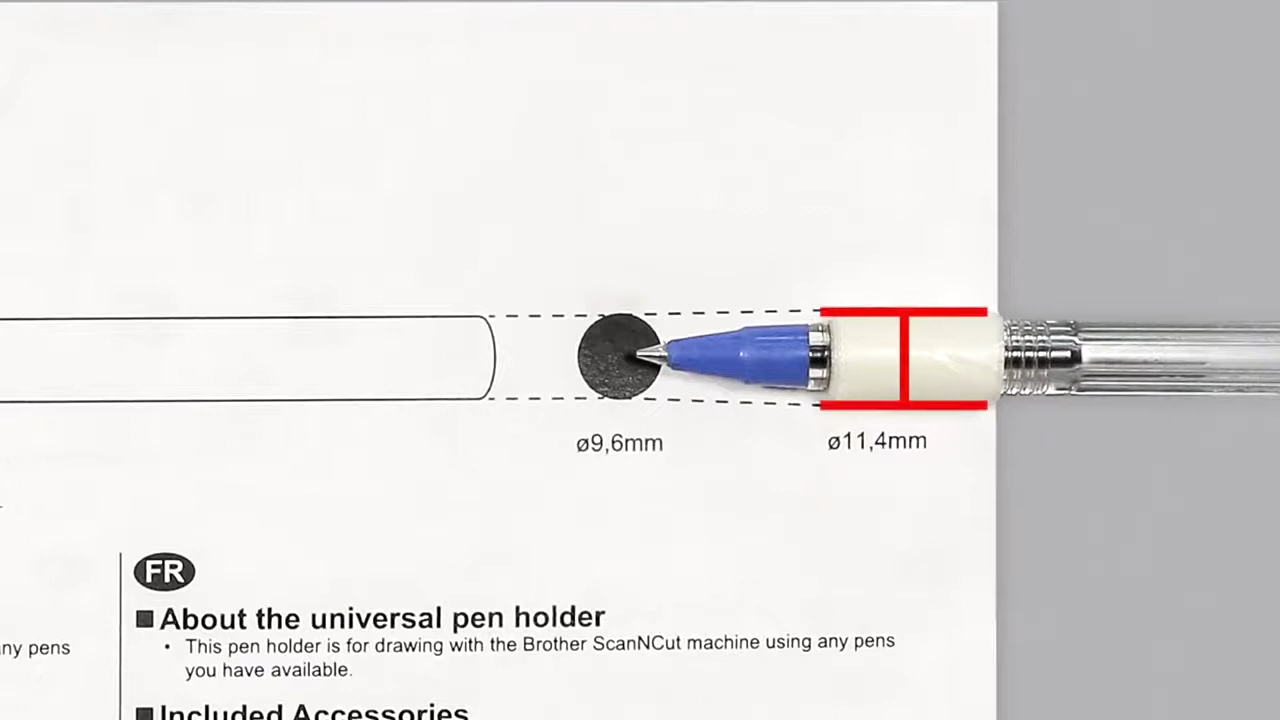 ø9,6mm
ø11,4mm
FR
About the universal pen holder
• This pen holder is for drawing with the Brother ScanNCut machine using any pens
you have available.
ny pens
Included Accessories